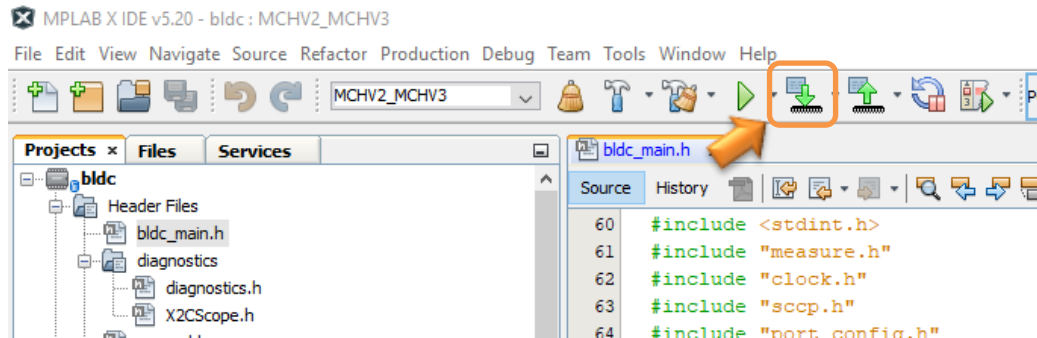 MPLAB X IDE v5.20 - bldc : MCHV2_MCHV3
File Edit View Navigate Source Refactor Production Debug Team Tools Window Help
MCHV2_MCHV3
Projects × Files Services
bldc
Header Files
bldc_main.h
diagnostics
diagnostics.h
X2CScope.h
bldc_main.h
Source History
60 #include <stdint.h>
61 #include "measure.h"
62 #include "clock.h"
63 #include "sccp.h"
64 #include "port_config.h"